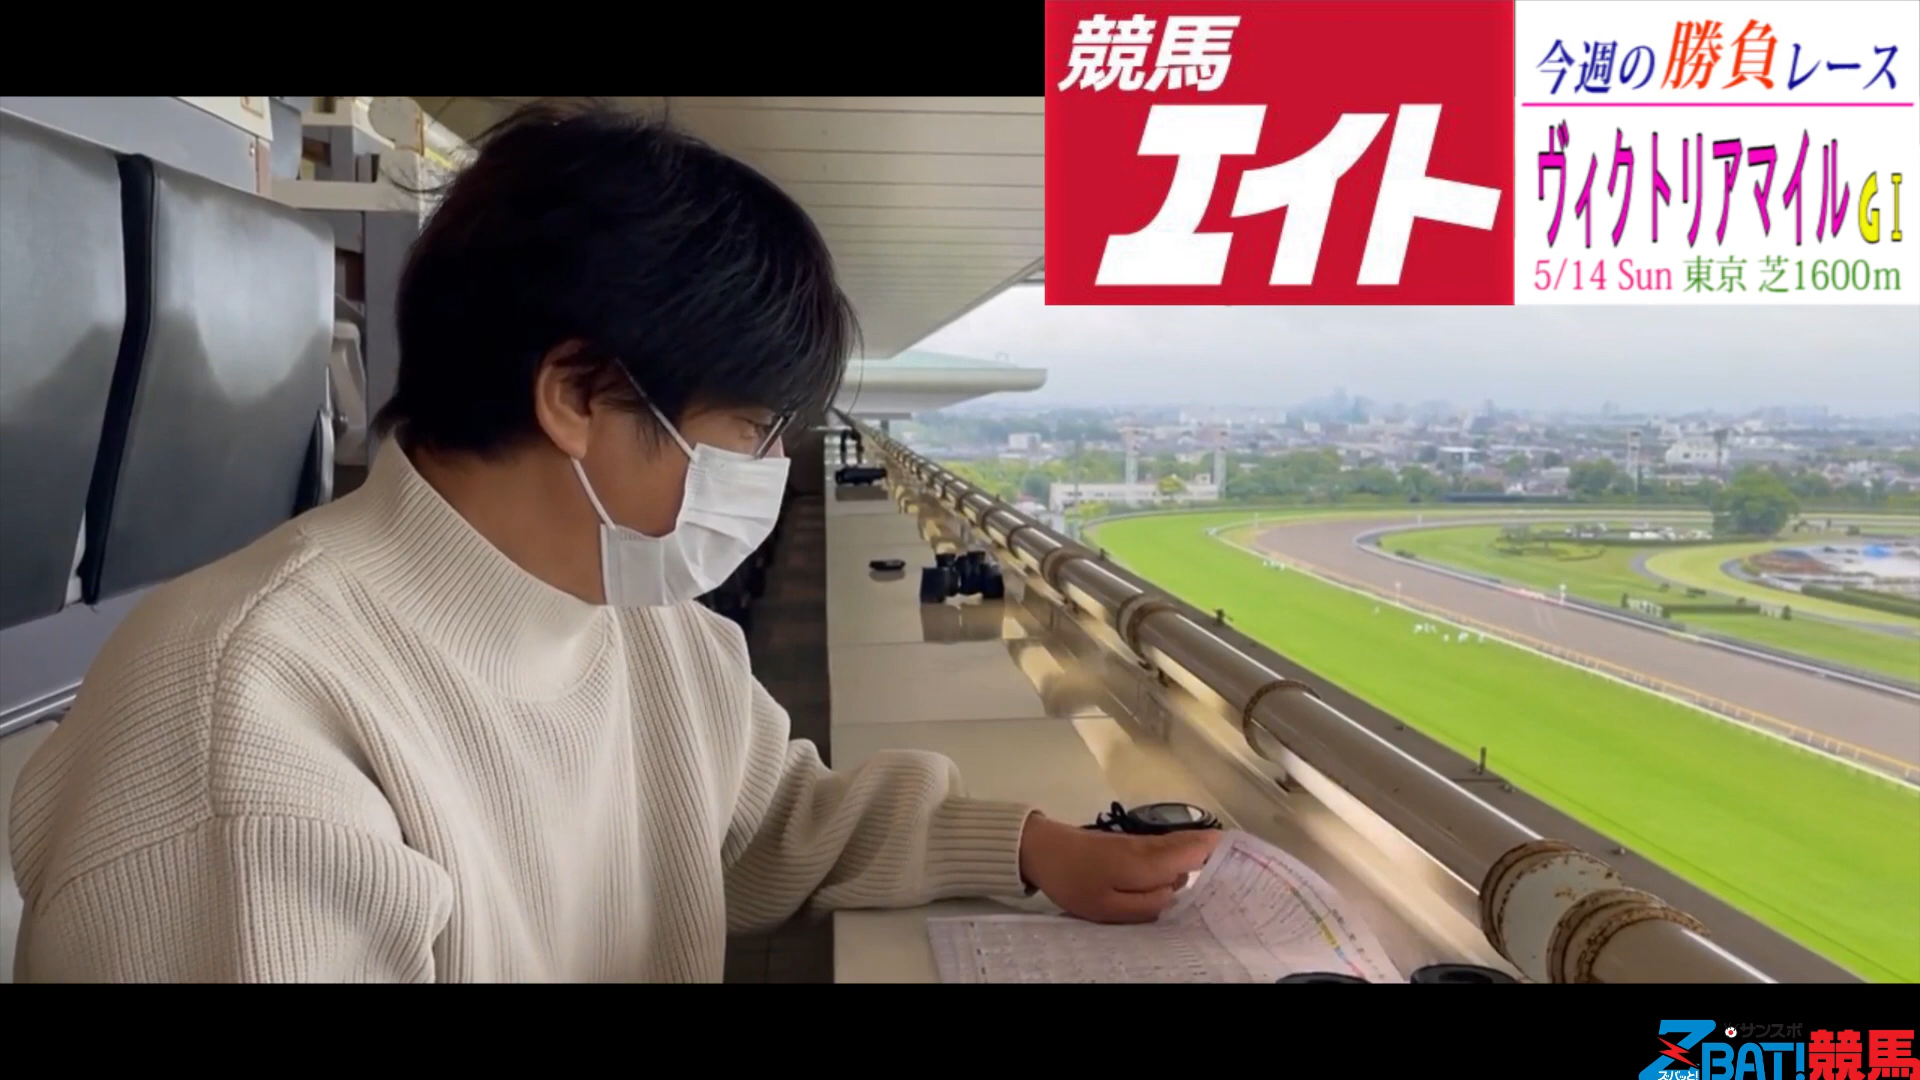 競馬
エイト
今週の勝負レース
ヴィクトリアマイルGI
5/14 Sun 東京 芝1600m
サンスポ
ズバッと!
ZBAT!競馬